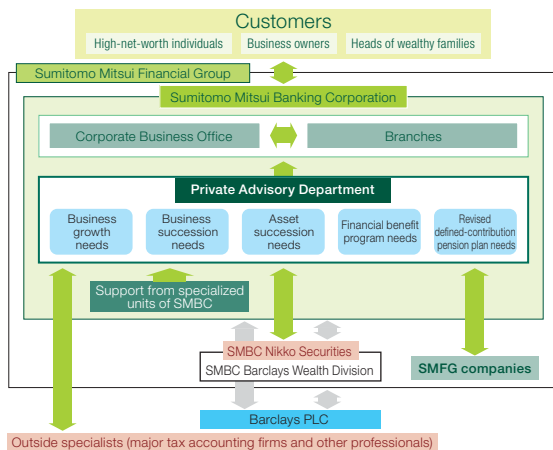 Customers
High-net-worth individuals
Business owners
Heads of wealthy families
Sumitomo Mitsui Financial Group
Sumitomo Mitsui Banking Corporation
Corporate Business Office
Branches
Private Advisory Department
Business
growth
needs
Business
succession
needs
Asset
succession
needs
Financial benefit
program needs
Revised
defined-contribution
pension plan needs
Support from specialized
units of SMBC
SMBC Nikko Securities
SMBC Barclays Wealth Division
SMFG companies
Barclays PLC
Outside specialists (major tax accounting firms and other professionals)